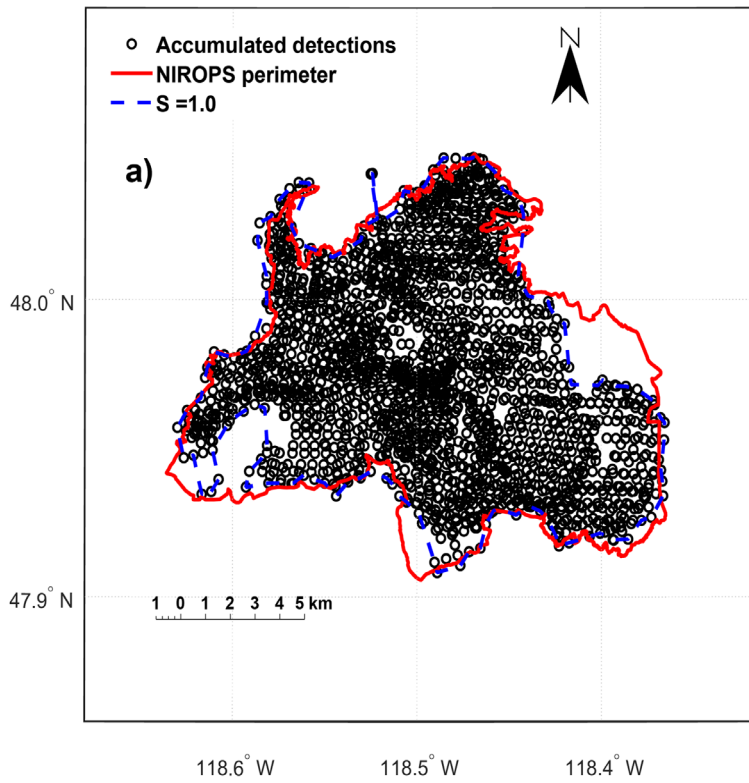 Accumulated detections
NIROPS perimeter
S =1.0
N
a)
48.0° N
47.9° N
1 0 1 2 3 4 5 km
118.6° W 118.5° W 118.4° W